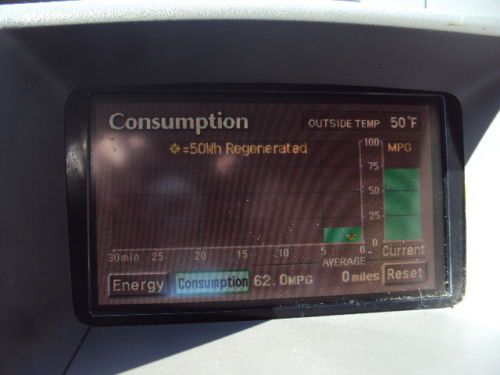 Consumption OUTSIDE TEMP 50°F
=50Wh Regenerated 100 MPG
75
50
25
0
30min 25 20 15 10 5 0 Current
AVERAGE
Energy Consumption 62.0MPG 0miles Reset